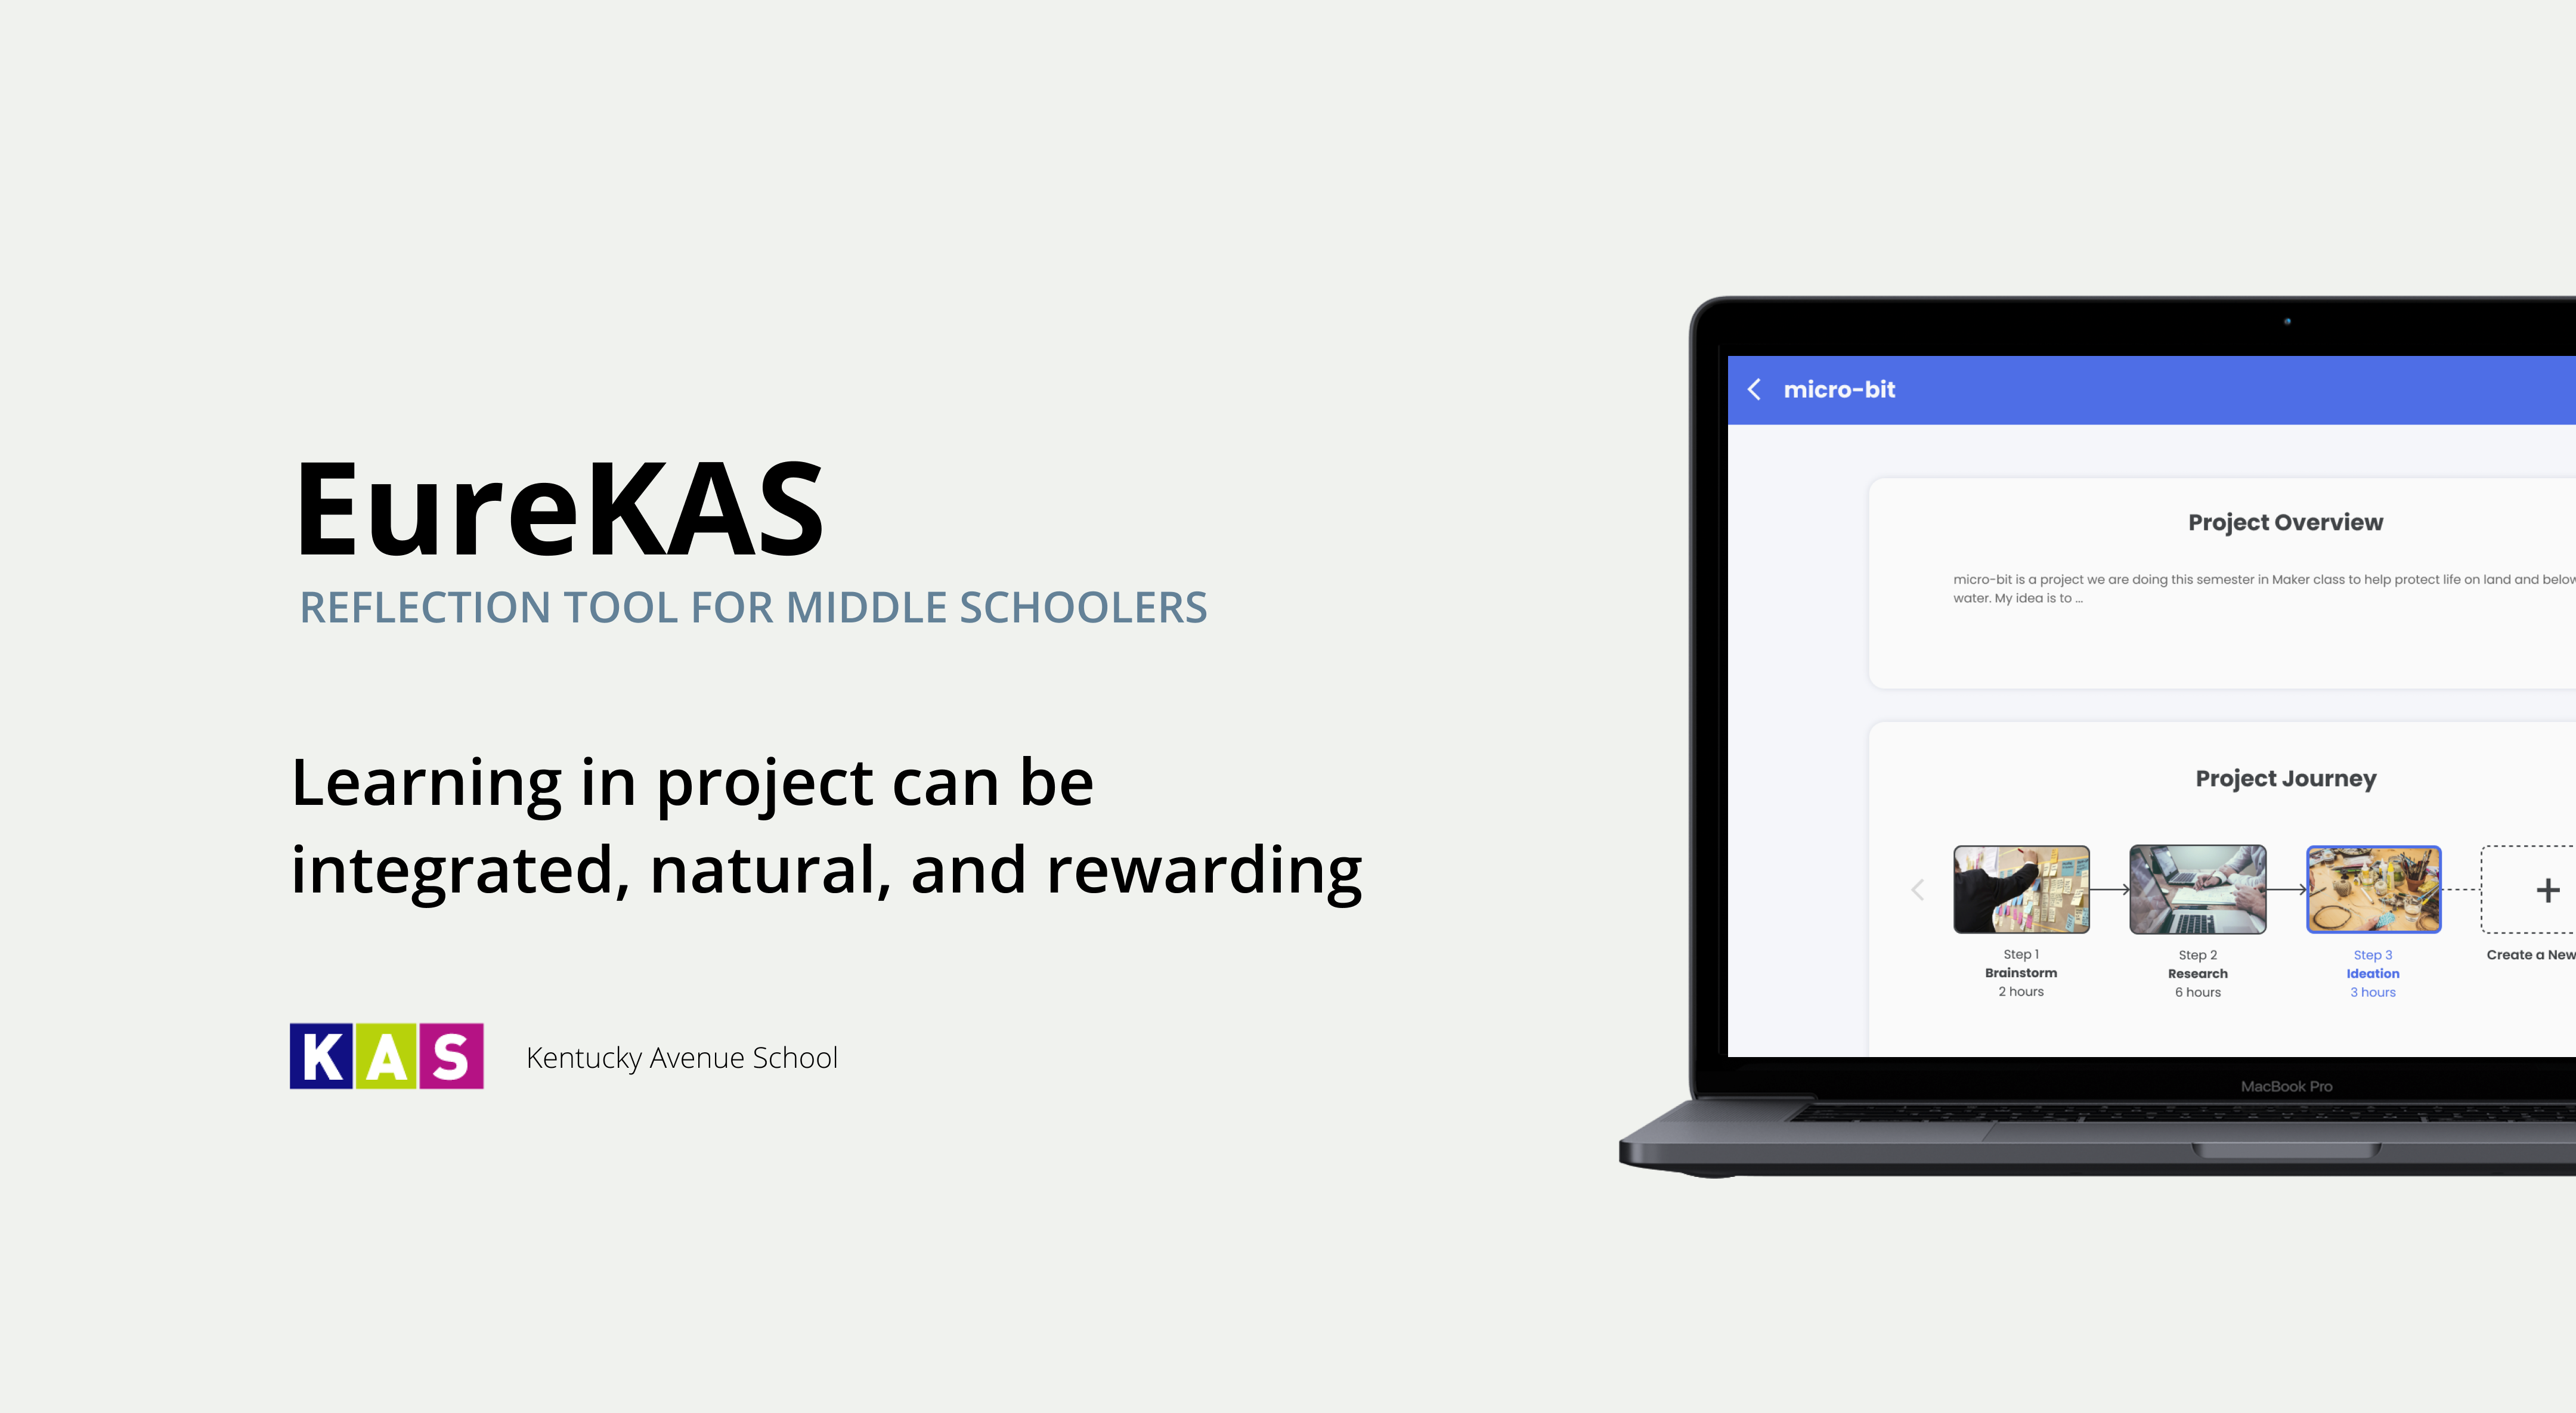 EureKAS
REFLECTION TOOL FOR MIDDLE SCHOOLERS
Learning in project can be
integrated, natural, and rewarding
KAS
Kentucky Avenue School
micro-bit
Project Overview
micro-bit is a project we are doing this semester in Maker class to help protect life on land and below
water. My idea is to ...
Project Journey
Step 1
Brainstorm
2 hours
Step 2
Research
6 hours
Step 3
Ideation
3 hours
+
Create a New
MacBook Pro